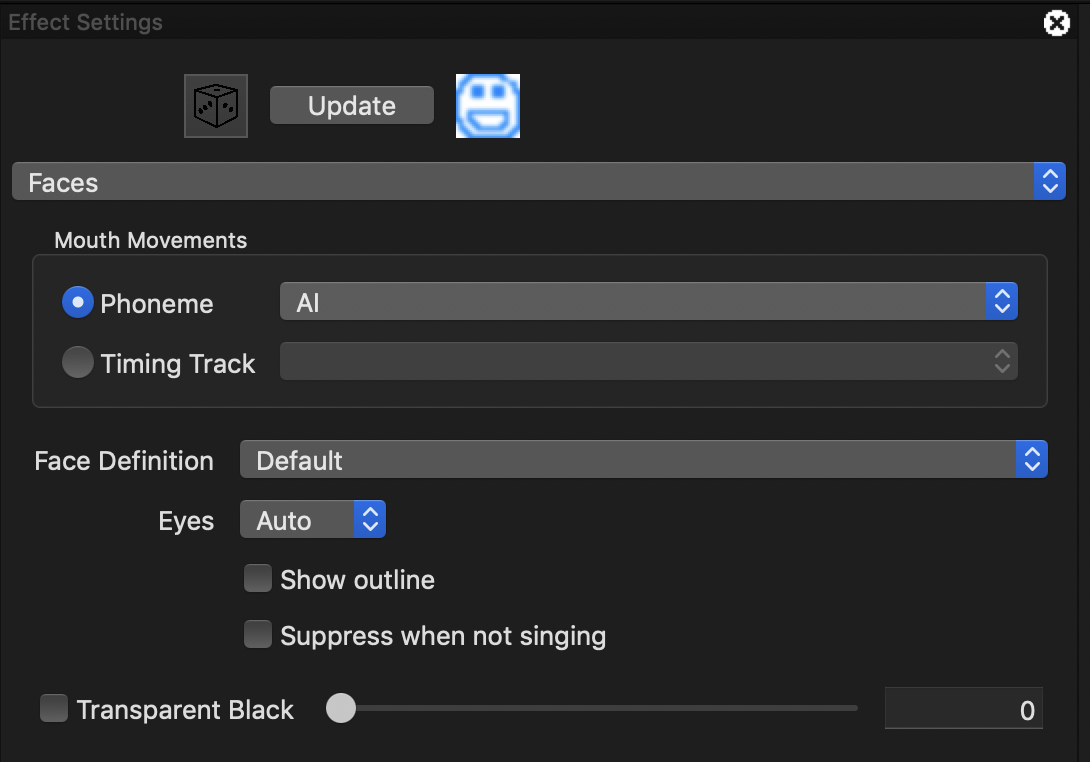 Effect Settings
Update
Faces
Mouth Movements
Phoneme AI
Timing Track
Face Definition Default
Eyes Auto
Show outline
Suppress when not singing
Transparent Black 0